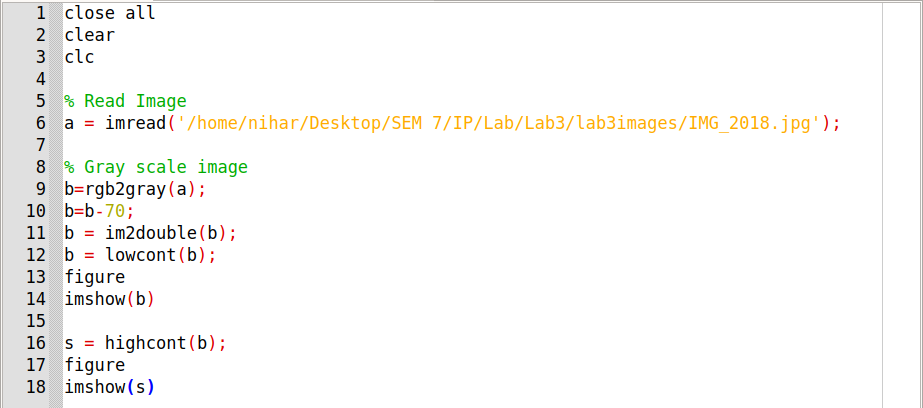 1 close all
2 clear
3 clc
4
5 % Read Image
6 a = imread('/home/nihar/Desktop/SEM 7/IP/Lab/Lab3/lab3images/IMG_2018.jpg');
7
8 % Gray scale image
9 b=rgb2gray(a);
10 b=b-70;
11 b = im2double(b);
12 b = lowcont(b);
13 figure
14 imshow(b)
15
16 s = highcont(b);
17 figure
18 imshow(s)